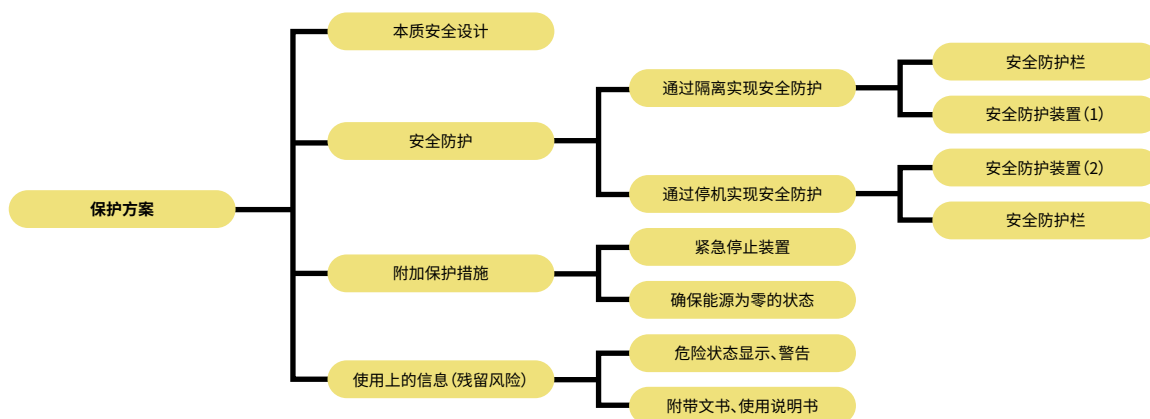 保护方案
本质安全设计
安全防护
通过隔离实现安全防护
安全防护栏
安全防护装置(1)
通过停机实现安全防护
安全防护装置(2)
安全防护栏
附加保护措施
紧急停止装置
确保能源为零的状态
使用上的信息(残留风险)
危险状态显示、警告
附带文书、使用说明书